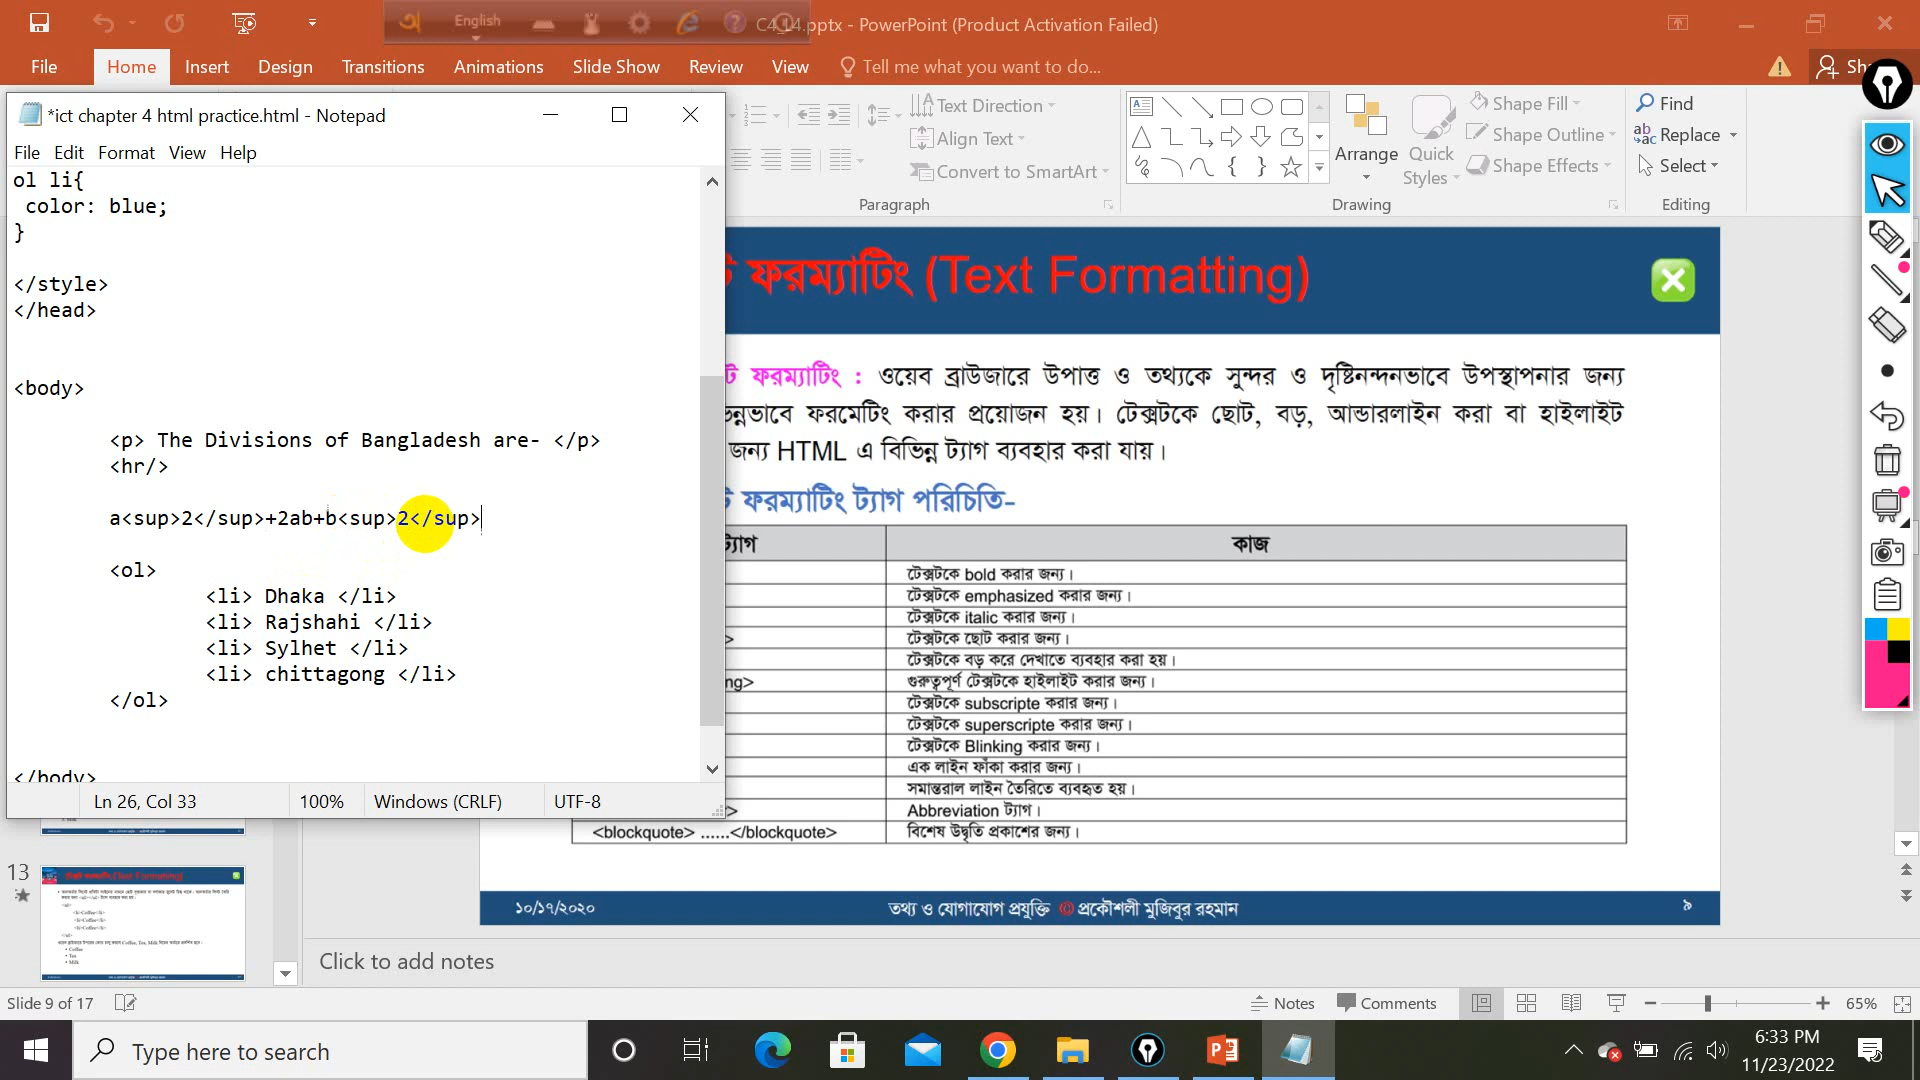 C4_L4.pptx - PowerPoint (Product Activation Failed)
অ English
File Home Insert Design Transitions Animations Slide Show Review View Tell me what you want to do...
*ict chapter 4 html practice.html - Notepad
File Edit Format View Help
ol li{
color: blue;
}
</style>
</head>
<body>
<p> The Divisions of Bangladesh are- </p>
<hr/>
a<sup>2</sup>+2ab+b<sup>2</sup>
<ol>
<li> Dhaka </li>
<li> Rajshahi </li>
<li> Sylhet </li>
<li> chittagong </li>
</ol>
</body>
Ln 26, Col 33 100% Windows (CRLF) UTF-8
Text Direction
Align Text
Convert to SmartArt
Paragraph
Arrange
Quick
Styles
Shape Fill
Shape Outline
Shape Effects
Drawing
Find
Replace
Select
Editing
ফরম্যাটিং (Text Formatting)
ফরম্যাটিং : ওয়েব ব্রাউজারে উপাত্ত ও তথ্যকে সুন্দর ও দৃষ্টিনন্দনভাবে উপস্থাপনার জন্য
ফরমেটিং করার প্রয়োজন হয়। টেক্সটকে ছোট, বড়, আন্ডারলাইন করা বা হাইলাইট
জন্য HTML এ বিভিন্ন ট্যাগ ব্যবহার করা যায়।
ফরম্যাটিং ট্যাগ পরিচিতি-
ট্যাগ কাজ
টেক্সটকে bold করার জন্য।
টেক্সটকে emphasized করার জন্য।
টেক্সটকে italic করার জন্য।
> টেক্সটকে ছোট করার জন্য।
টেক্সটকে বড় করে দেখাতে ব্যবহার করা হয়।
ng> গুরুত্বপূর্ণ টেক্সটকে হাইলাইট করার জন্য।
টেক্সটকে subscripte করার জন্য।
টেক্সটকে superscripte করার জন্য।
টেক্সটকে Blinking করার জন্য।
এক লাইন ফাঁকা করার জন্য।
সমান্তরাল লাইন তৈরিতে ব্যবহৃত হয়।
> Abbreviation ট্যাগ।
<blockquote> ......</blockquote> বিশেষ উদ্বৃতি প্রকাশের জন্য।
১০/১৭/২০২০ তথ্য ও যোগাযোগ প্রযুক্তি © প্রকৌশলী মুজিবুর রহমান ৯
13
Click to add notes
Slide 9 of 17 Notes Comments 65%
Type here to search
6:33 PM
11/23/2022